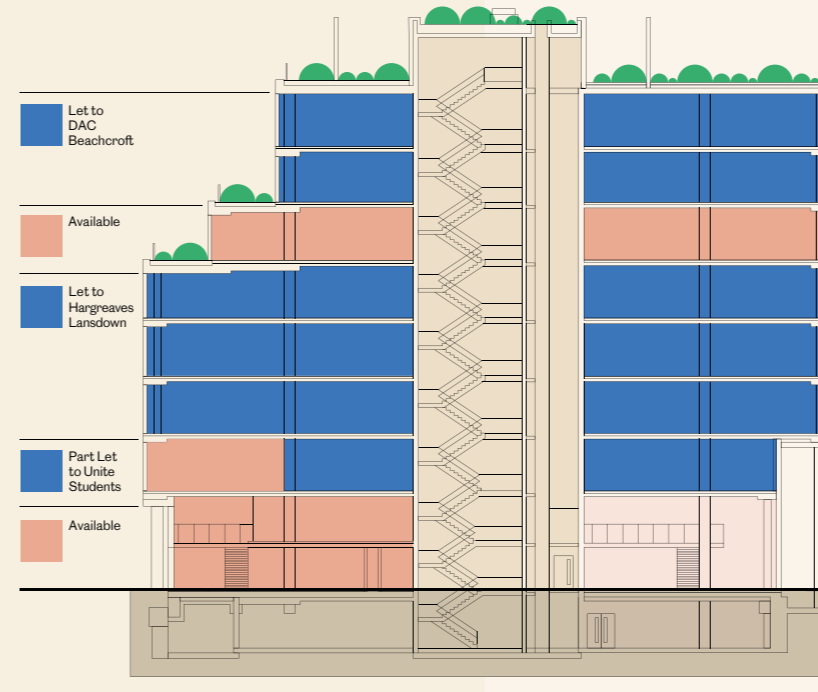 Let to
DAC
Beachcroft
Available
Let to
Hargreaves
Lansdown
Part Let
to Unite
Students
Available